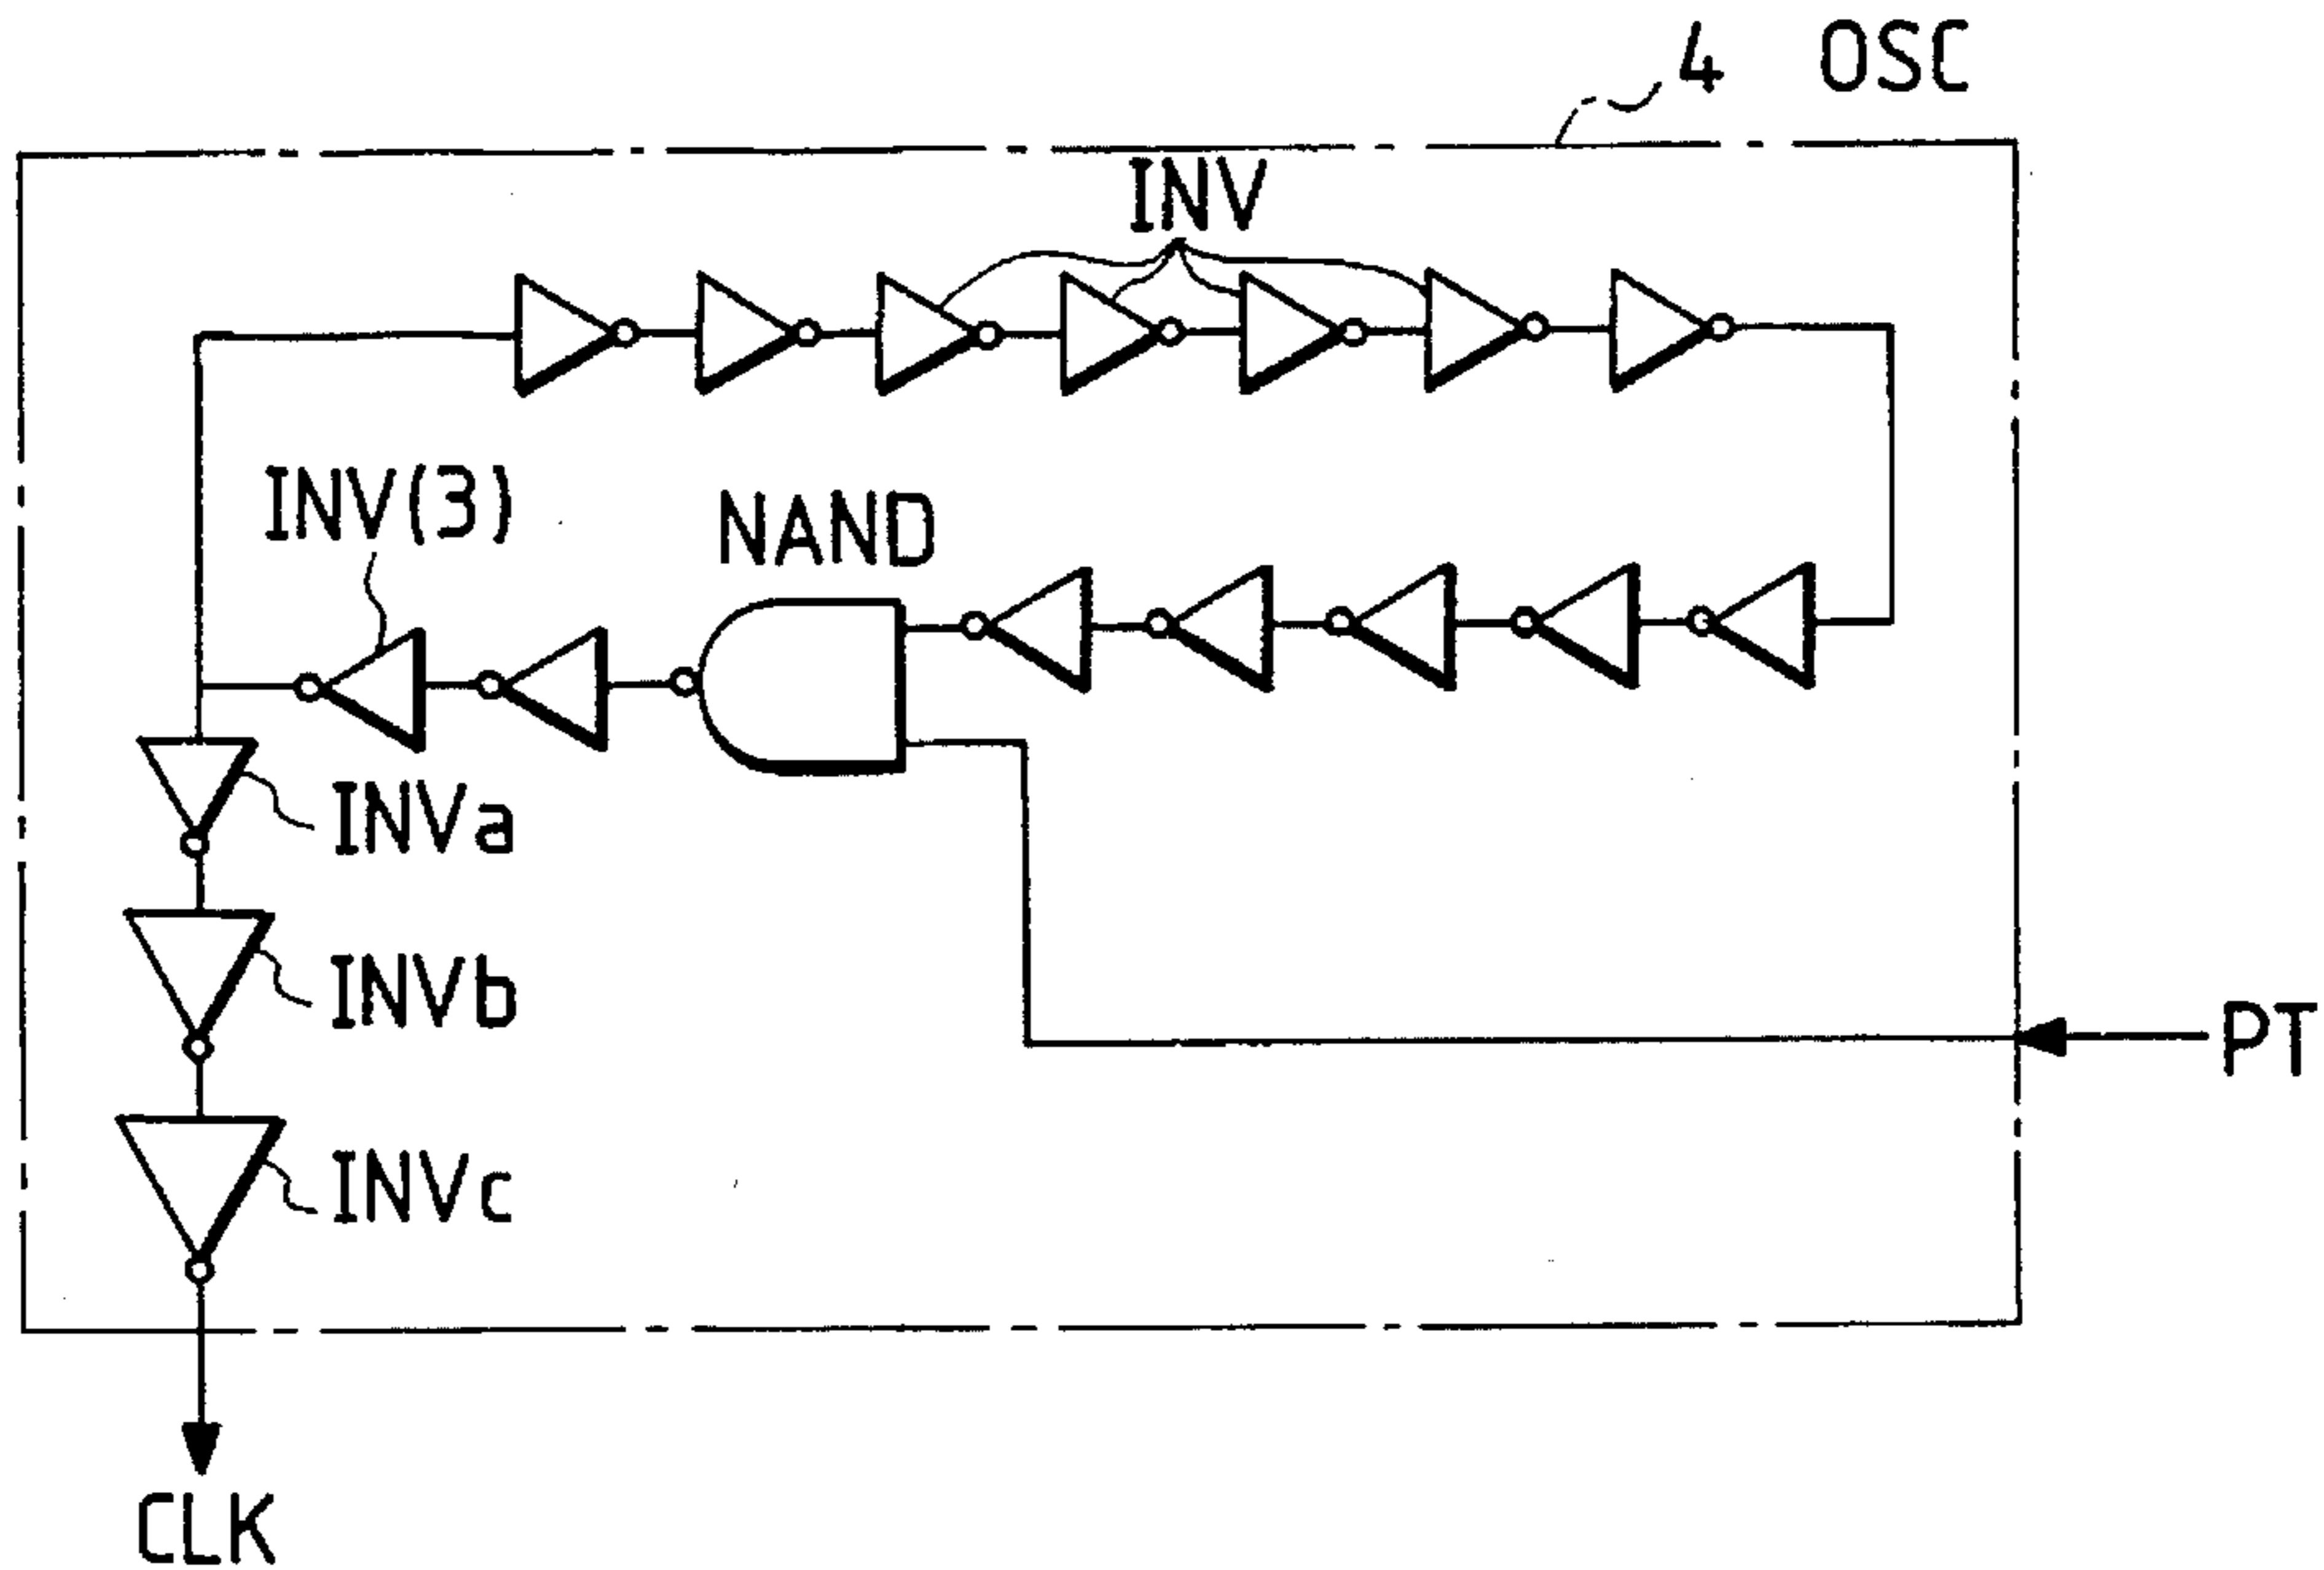 4 OSC
INV
INV(3)
NAND
INVa
INVb
PT
INVc
CLK